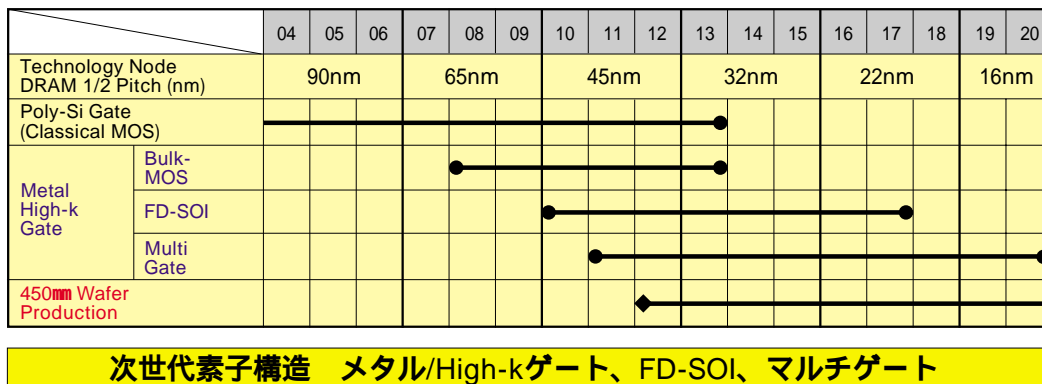 04 05 06 07 08 09 10 11 12 13 14 15 16 17 18 19 20
Technology Node
DRAM 1/2 Pitch (nm)
90nm 65nm 45nm 32nm 22nm 16nm
Poly-Si Gate
(Classical MOS)
Metal
High-k
Gate
Bulk-
MOS
FD-SOI
Multi
Gate
450㎜ Wafer
Production
次世代素子構造 メタル/High-kゲート、FD-SOI、マルチゲート